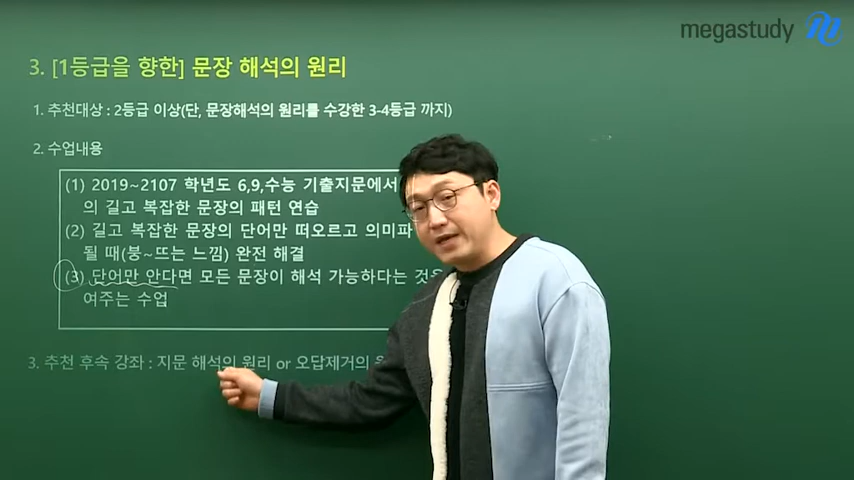 megastudy
3. [1등급을 향한] 문장 해석의 원리
1. 추천대상 : 2등급 이상(단, 문장해석의 원리를 수강한 3-4등급 까지)
2. 수업내용
(1) 2019~2107 학년도 6,9,수능 기출지문에서
의 길고 복잡한 문장의 패턴 연습
(2) 길고 복잡한 문장의 단어만 떠오르고 의미파
될 때(붕~뜨는 느낌) 완전 해결
(3) 단어만 안다면 모든 문장이 해석 가능하다는 것을
여주는 수업
3. 추천 후속 강좌 : 지문 해석의 원리 or 오답제거의